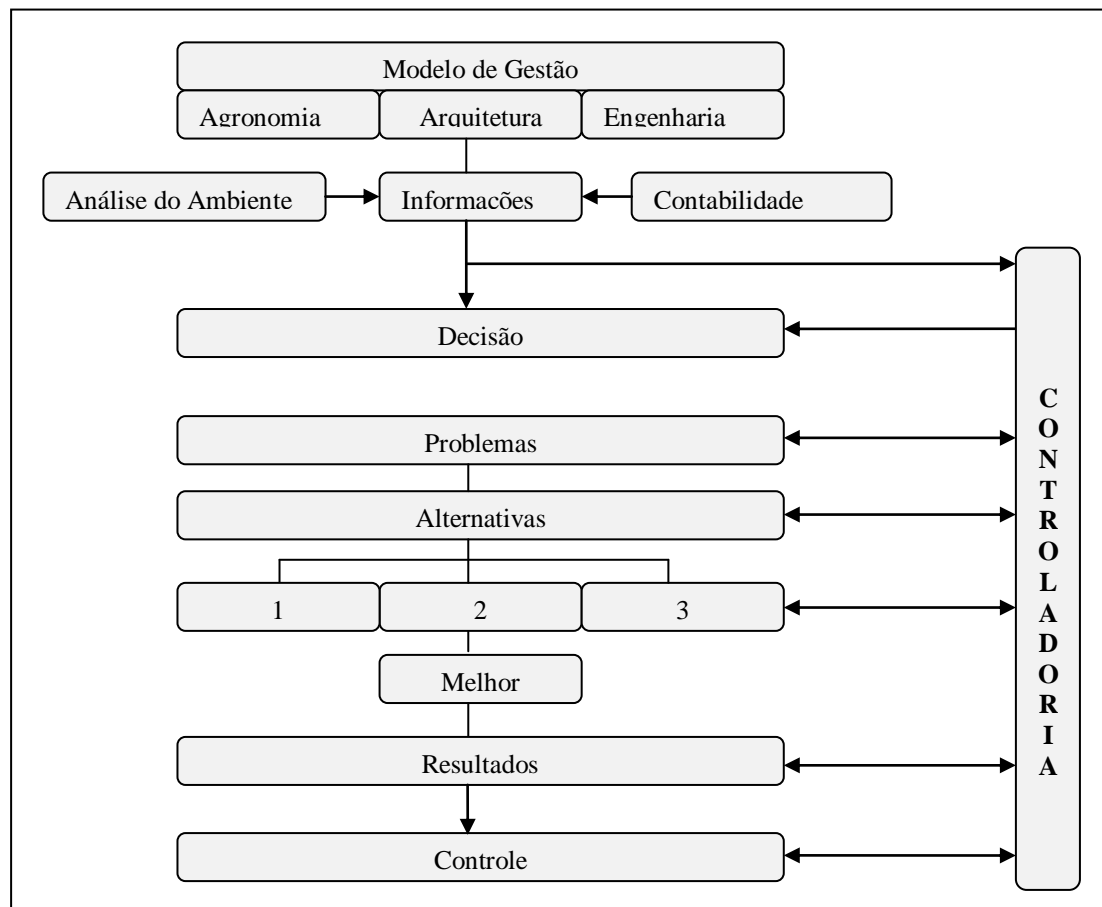 Modelo de Gestão
Agronomia
Arquitetura
Engenharia
Análise do Ambiente
Informacões
Contabilidade
Decisão
Problemas
Alternativas
1
2
3
Melhor
Resultados
Controle
CONTROLADORIA